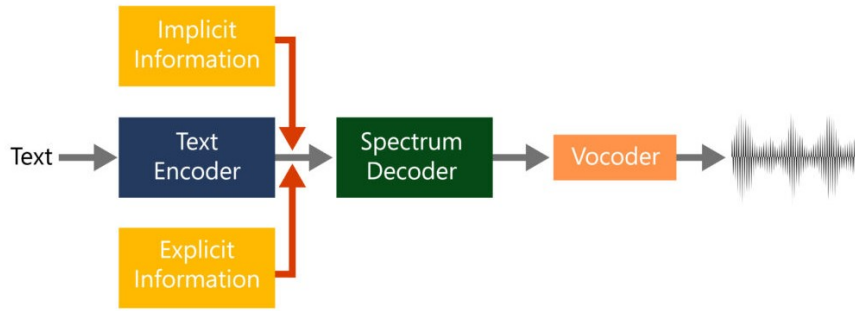 Implicit
Information
Text
Text
Encoder
Spectrum
Decoder
Vocoder
Explicit
Information